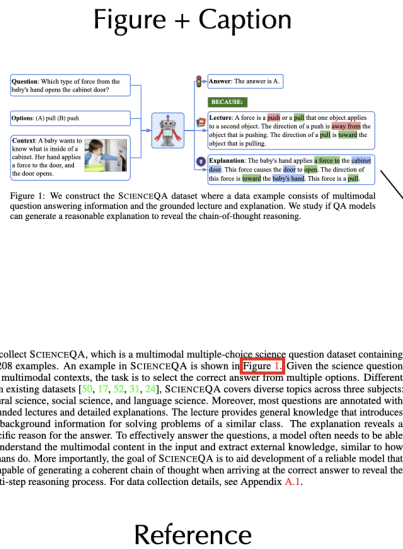 Figure + Caption
Question: Which type of force from the
baby's hand opens the cabinet door?
Options: (A) pull (B) push
Context: A baby wants to
know what is inside of a
cabinet. Her hand applies
a force to the door, and
the door opens.
Answer: The answer is A.
BECAUSE:
Lecture: A force is a push or a pull that one object
applies to a second object. The direction of a push is away from the
object that is pushing. The direction of a pull is toward the
object that is pulling.
Explanation: The baby's hand applies a force to the cabinet
door. This force causes the door to open. The direction of
this force is toward the baby's hand. This force is a pull.
Figure 1: We construct the SCIENCEQA dataset where a data example consists of multimodal
question answering information and the grounded lecture and explanation. We study if QA models
can generate a reasonable explanation to reveal the chain-of-thought reasoning.
collect SCIENCEQA, which is a multimodal multiple-choice science question dataset containing
208 examples. An example in SCIENCEQA is shown in Figure 1. Given the science question
multimodal contexts, the task is to select the correct answer from multiple options. Different
existing datasets [50, 17, 52, 31, 24], SCIENCEQA covers diverse topics across three subjects:
ral science, social science, and language science. Moreover, most questions are annotated with
nded lectures and detailed explanations. The lecture provides general knowledge that introduces
background information for solving problems of a similar class. The explanation reveals a
cific reason for the answer. To effectively answer the questions, a model often needs to be able
nderstand the multimodal content in the input and extract external knowledge, similar to how
ans do. More importantly, the goal of SCIENCEQA is to aid development of a reliable model that
apable of generating a coherent chain of thought when arriving at the correct answer to reveal the
ti-step reasoning process. For data collection details, see Appendix A.1.
Reference